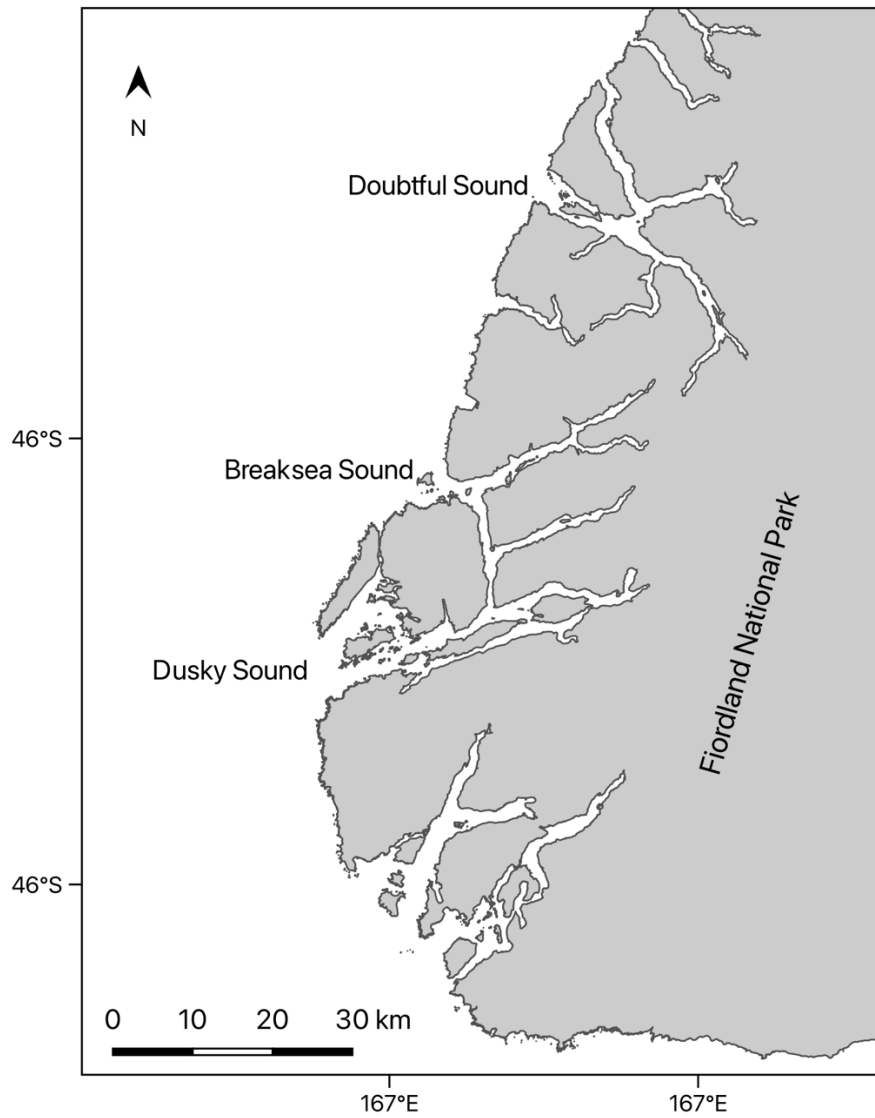 N
Doubtful Sound
46°S
Breaksea Sound
Fiordland National Park
Dusky Sound
46°S
0 10 20 30 km
167°E 167°E